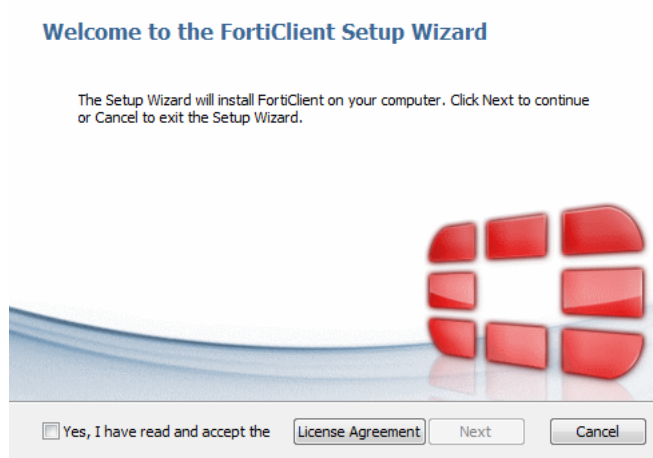 Welcome to the FortiClient Setup Wizard
The Setup Wizard will install FortiClient on your computer. Click Next to continue
or Cancel to exit the Setup Wizard.
Yes, I have read and accept the License Agreement Next Cancel